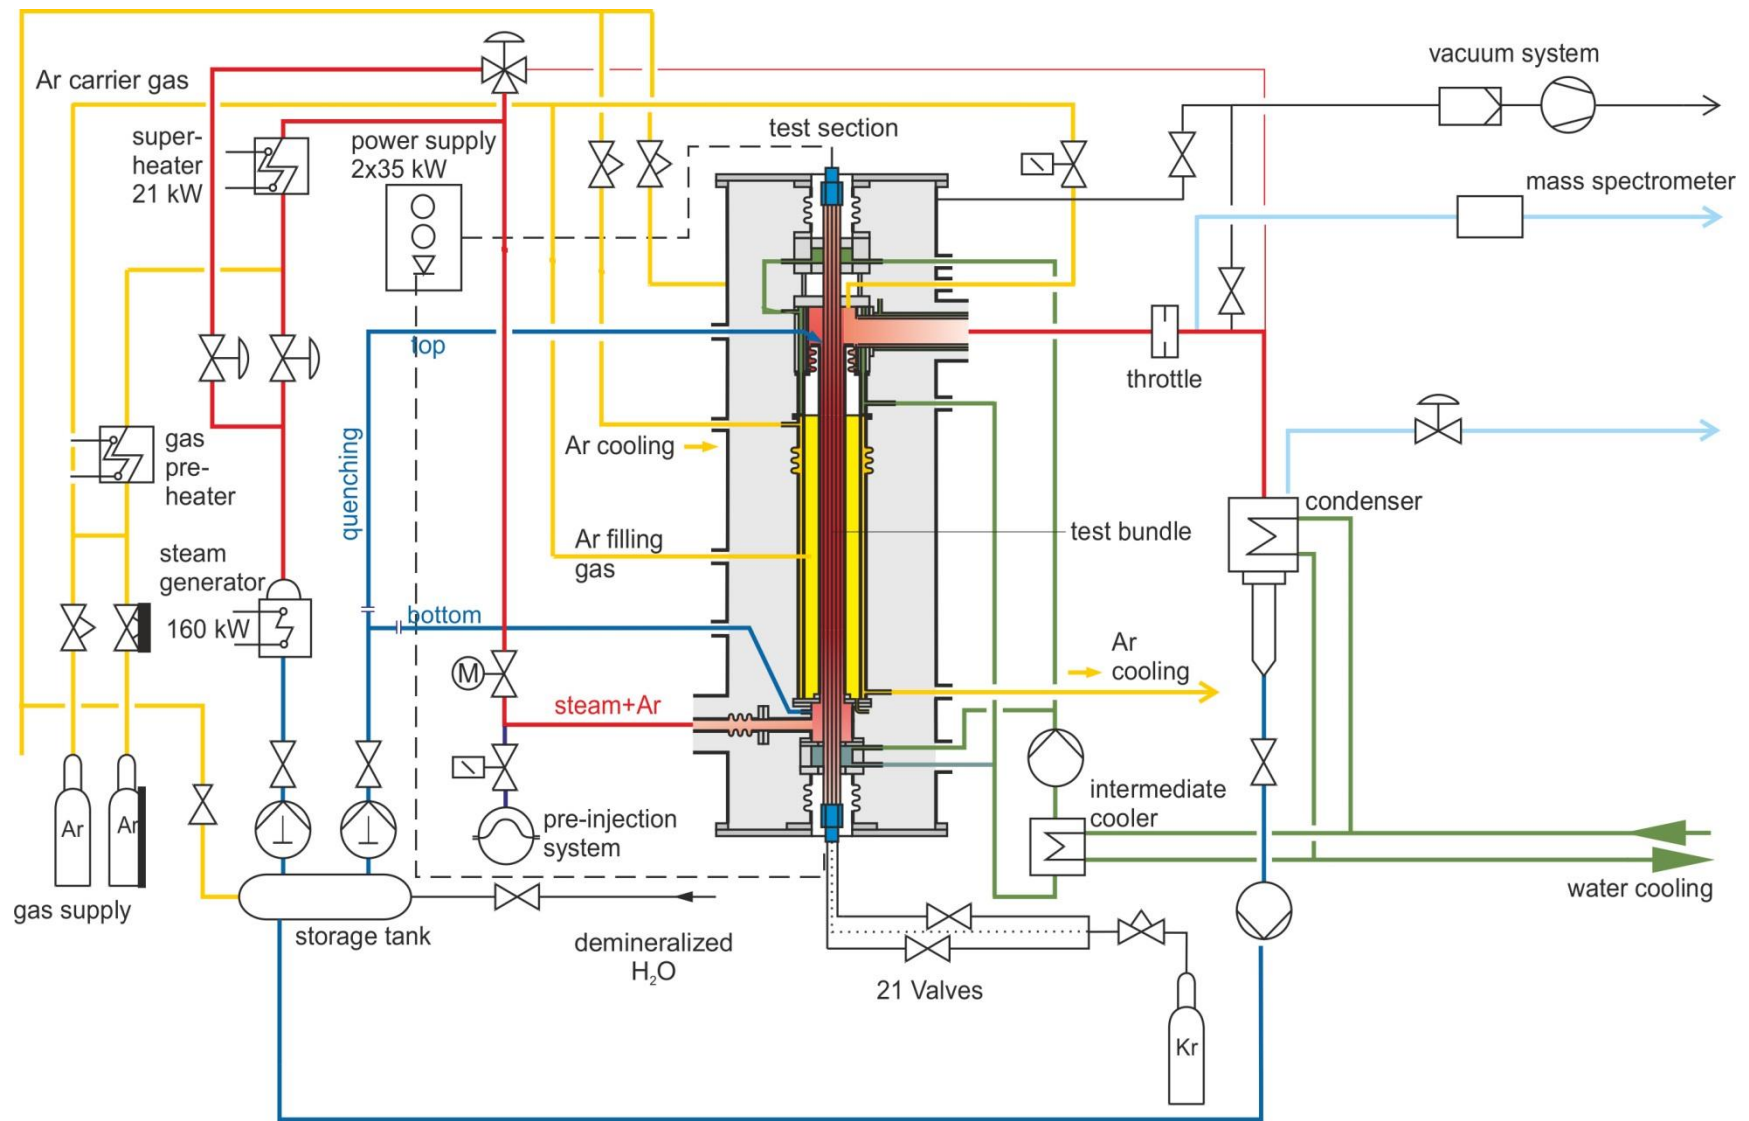 vacuum system
Ar carrier gas
super-
heater
21 kW
power supply
2x35 kW
test section
mass spectrometer
top
throttle
gas
pre-
heater
quenching
Ar cooling
condenser
test bundle
Ar filling
gas
steam
generator
160 kW
bottom
M
steam+Ar
Ar
cooling
intermediate
cooler
Ar
Ar
pre-injection
system
water cooling
gas supply
storage tank
demineralized
H₂O
21 Valves
Kr